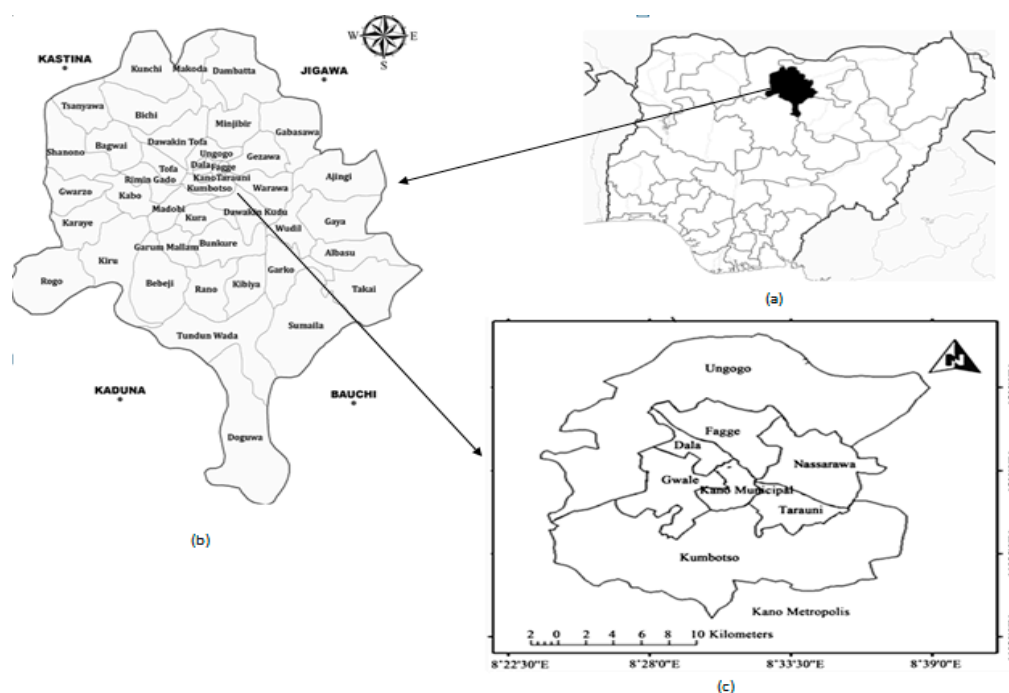 W
E
S
KASTINA
JIGAWA
Kunchi
Makoda
Dambatta
Tsanyawa
Bichi
Minjibir
Gabasawa
Shanono
Bagwai
Dawakin Tofa
Ungogo
Gezawa
Dala
Fagge
Tofa
Ajingi
Rimin Gado
Kano
Tarauni
Gwarzo
Kabo
Kumbotso
Warawa
Karaye
Madobi
Kura
Dawakin Kudu
Gaya
Wudil
Garum Mallam
Bunkure
Albasu
Kiru
Garko
Rogo
Bebeji
Rano
Kibiya
Takai
Sumaila
Tundun Wada
KADUNA
BAUCHI
Doguwa
(b)
(a)
N
Ungogo
Fagge
Dala
Nassarawa
Gwale
Kano Municipal
Tarauni
Kumbotso
Kano Metropolis
2 0 2 4 6 8 10 Kilometers
8°22'30"E 8°28'0"E 8°33'30"E 8°39'0"E
(c)